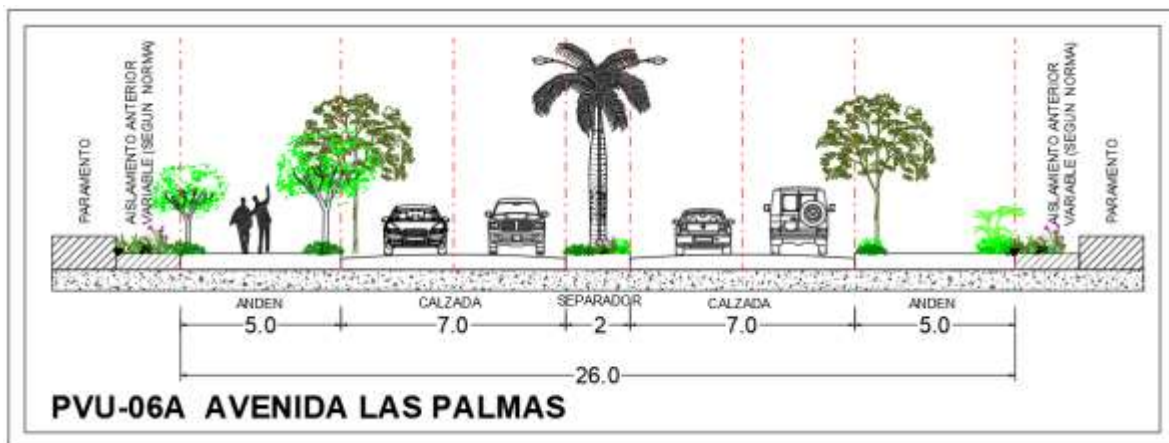 PARAMENTO
AISLAMIENTO ANTERIOR
VARIABLE (SEGUN NORMA)
AISLAMIENTO ANTERIOR
VARIABLE (SEGUN NORMA)
PARAMENTO
ANDEN
CALZADA
SEPARADOR
CALZADA
ANDEN
5.0
7.0
2
7.0
5.0
26.0
PVU-06A AVENIDA LAS PALMAS